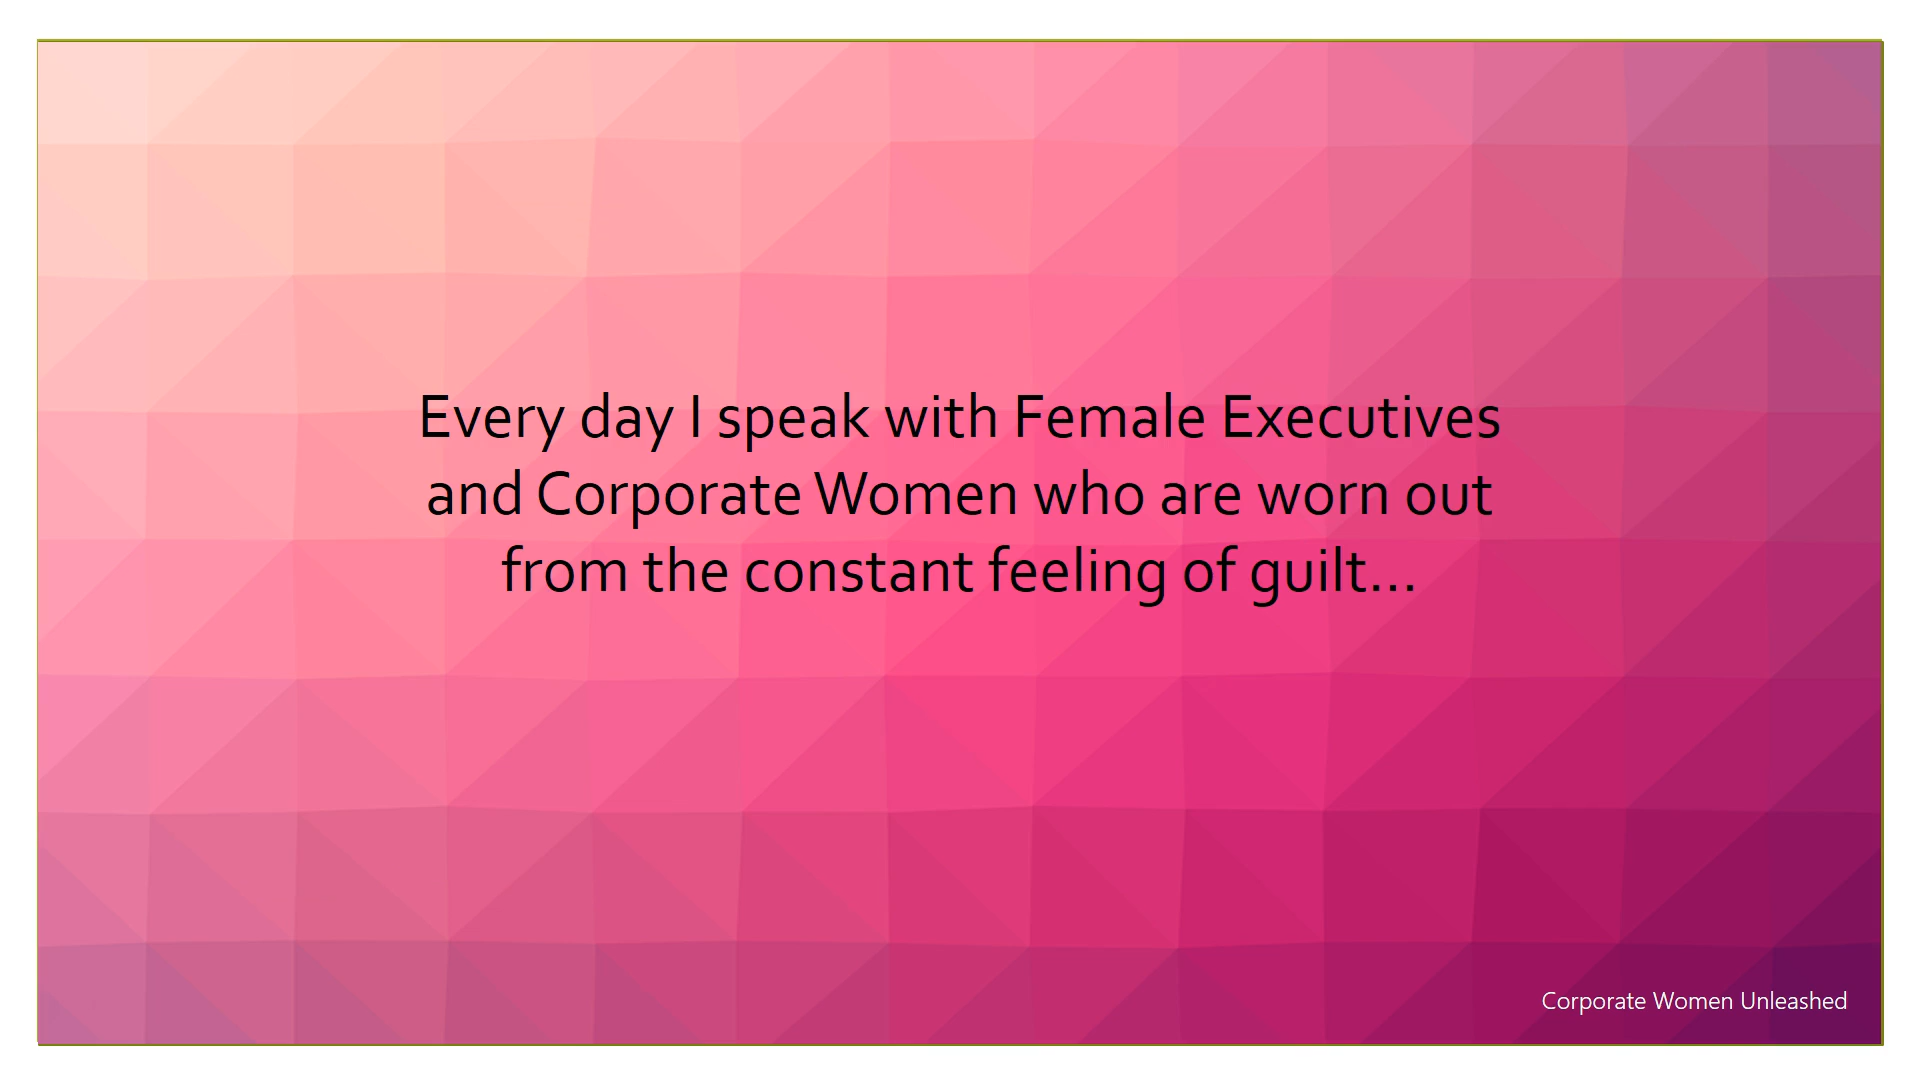 Every day I speak with Female Executives
and Corporate Women who are worn out
from the constant feeling of guilt...
Corporate Women Unleashed